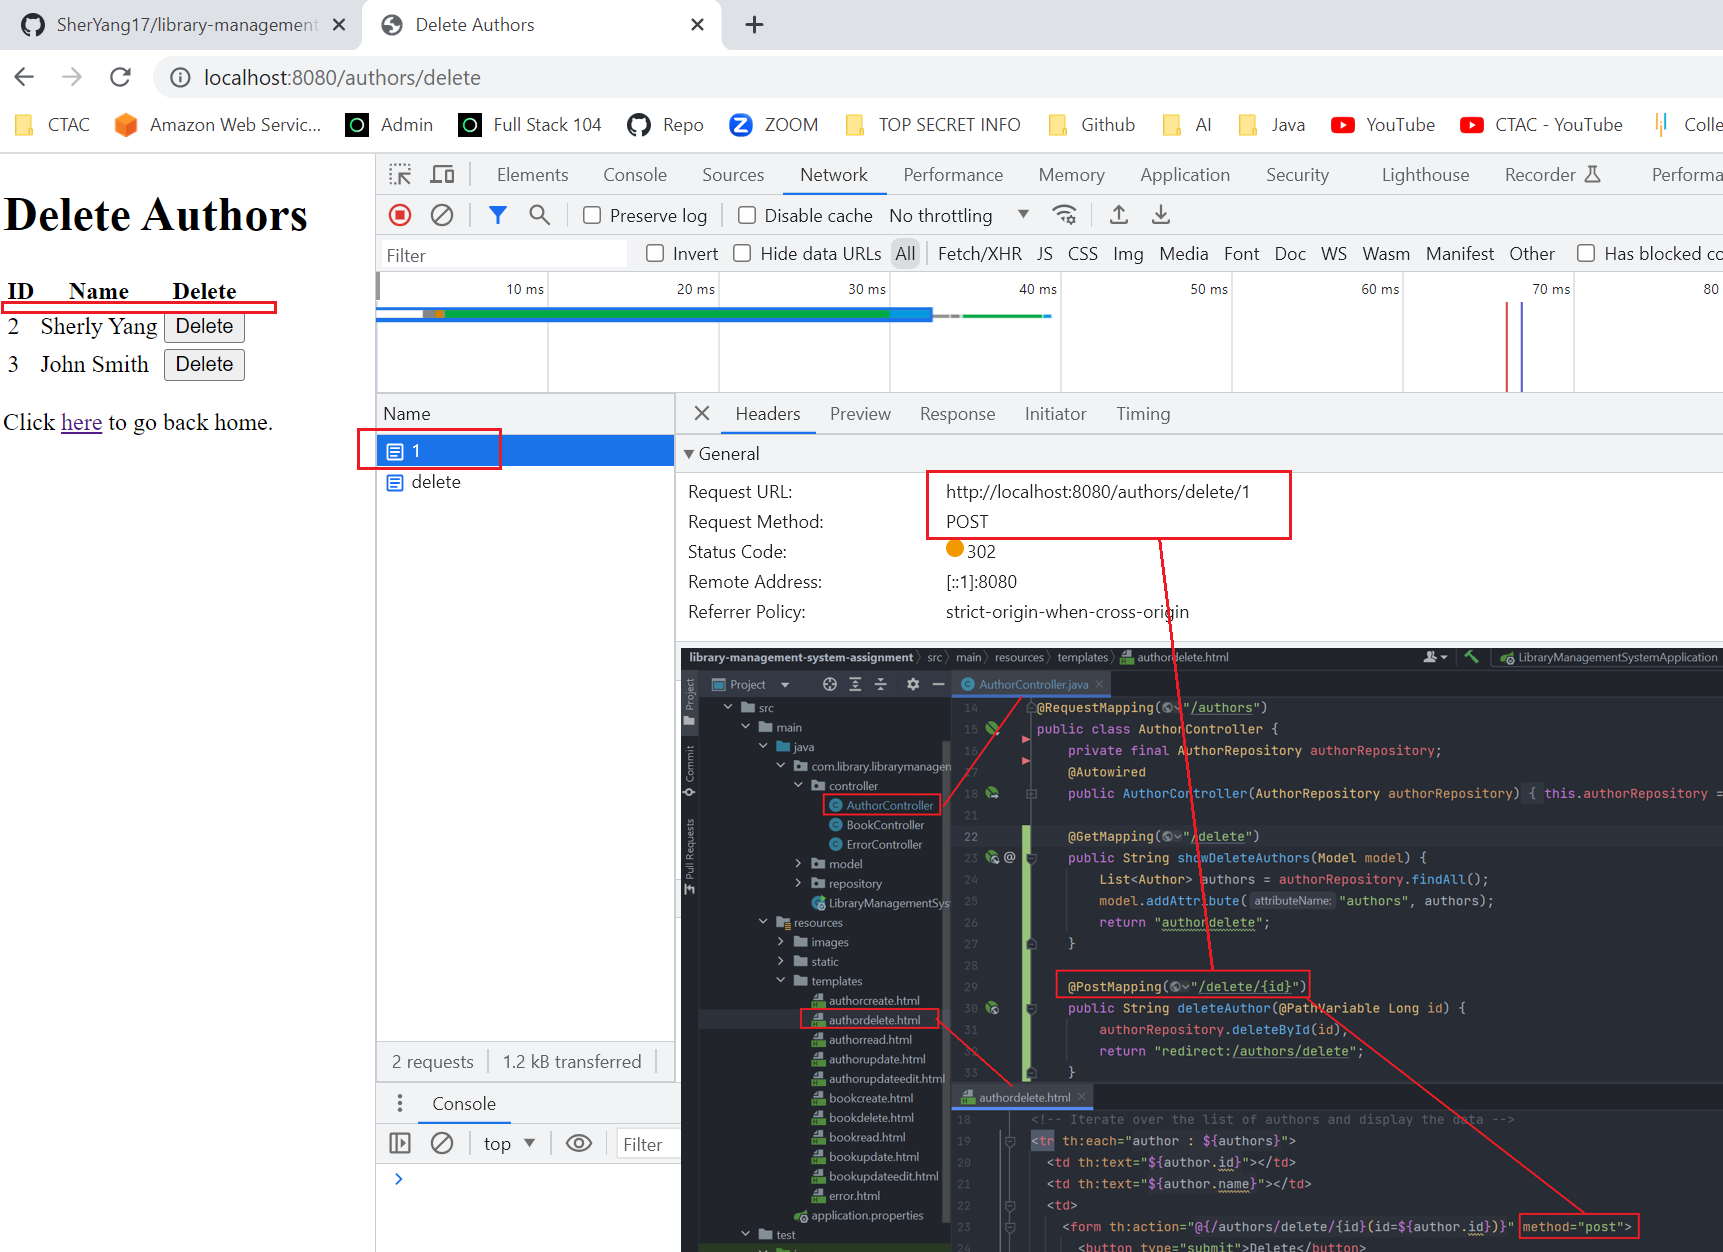 SherYang17/library-management
Delete Authors
localhost:8080/authors/delete
CTAC
Amazon Web Servic...
Admin
Full Stack 104
Repo
ZOOM
TOP SECRET INFO
Github
AI
Java
YouTube
CTAC - YouTube
Colle
Delete Authors
ID Name Delete
2 Sherly Yang Delete
3 John Smith Delete
Click here to go back home.
Elements Console Sources Network Performance Memory Application Security Lighthouse Recorder Performa
Preserve log Disable cache No throttling
Filter Invert Hide data URLs All Fetch/XHR JS CSS Img Media Font Doc WS Wasm Manifest Other Has blocked co
10 ms 20 ms 30 ms 40 ms 50 ms 60 ms 70 ms 80
Name
1
delete
2 requests 1.2 kB transferred
Console
top Filter
Headers Preview Response Initiator Timing
General
Request URL: http://localhost:8080/authors/delete/1
Request Method: POST
Status Code: 302
Remote Address: [::1]:8080
Referrer Policy: strict-origin-when-cross-origin
library-management-system-assignment src main resources templates authordelete.html LibraryManagementSystemApplication
Project
Commit
Pull Requests
Project
src
main
java
com.library.librarymanagen
controller
AuthorController
BookController
ErrorController
model
repository
LibraryManagementSys
resources
images
static
templates
authorcreate.html
authordelete.html
authorread.html
authorupdate.html
authorupdateedit.html
bookcreate.html
bookdelete.html
bookread.html
bookupdate.html
bookupdateedit.html
error.html
application.properties
test
AuthorController.java
14 @RequestMapping("/authors")
15 public class AuthorController {
16 private final AuthorRepository authorRepository;
17 @Autowired
18 public AuthorController(AuthorRepository authorRepository) { this.authorRepository =
21
22 @GetMapping("/delete")
23 public String showDeleteAuthors(Model model) {
24 List<Author> authors = authorRepository.findAll();
25 model.addAttribute( attributeName: "authors", authors);
26 return "authordelete";
27 }
28
29 @PostMapping("/delete/{id}")
30 public String deleteAuthor(@PathVariable Long id) {
31 authorRepository.deleteById(id);
32 return "redirect:/authors/delete";
33 }
authordelete.html
18 <!-- Iterate over the list of authors and display the data -->
19 <tr th:each="author : ${authors}">
20 <td th:text="${author.id}"></td>
21 <td th:text="${author.name}"></td>
22 <td>
23 <form th:action="@{/authors/delete/{id}(id=${author.id})}" method="post">
24 <button type="submit">Delete</button>